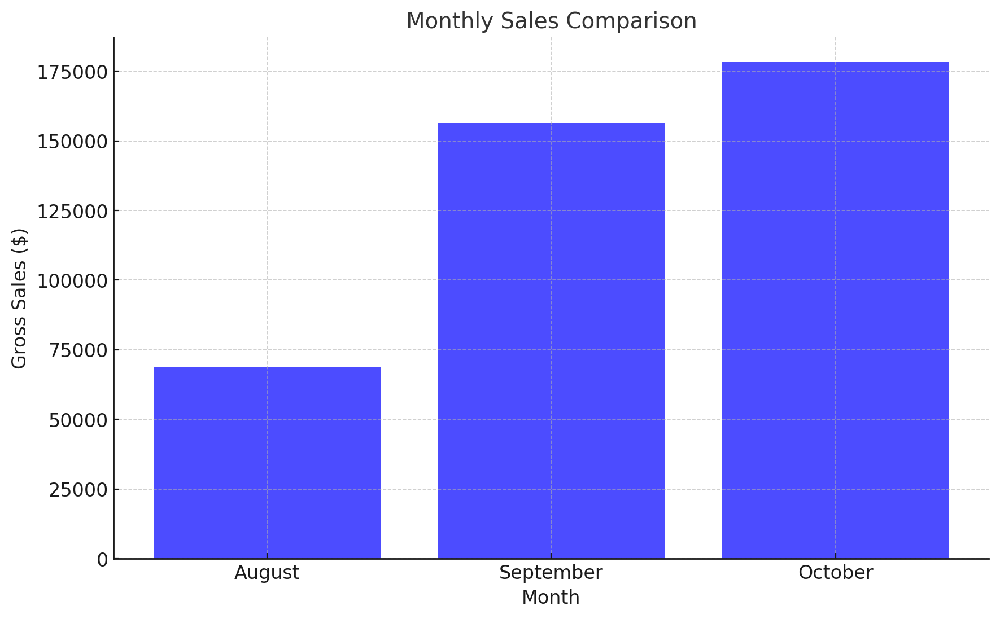 Monthly Sales Comparison
175000
150000
125000
100000
75000
50000
25000
0
Gross Sales ($)
August September October
Month